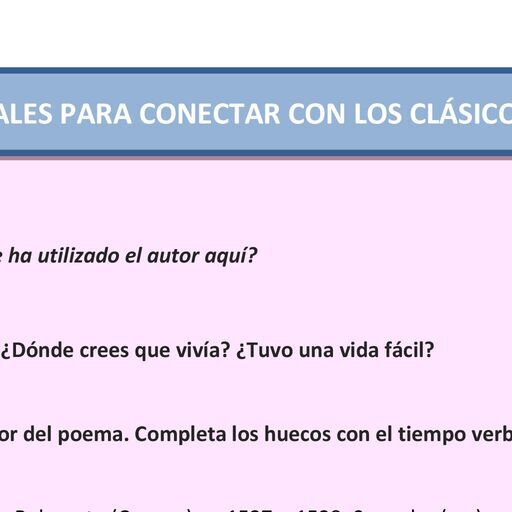 ALES PARA CONECTAR CON LOS CLÁSICO
e ha utilizado el autor aquí?
¿Dónde crees que vivía? ¿Tuvo una vida fácil?
or del poema. Completa los huecos con el tiempo verb